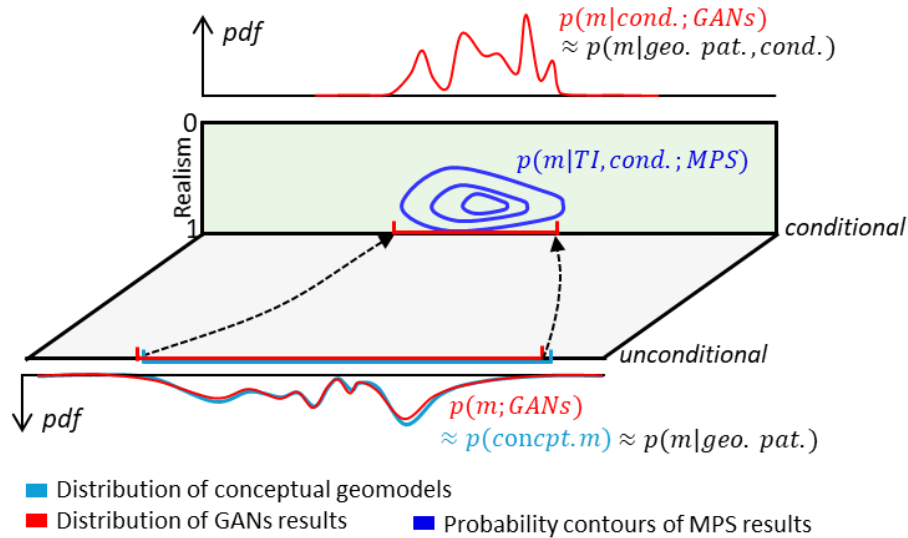 pdf
p(m|cond.; GANs)
≈ p(m|geo. pat., cond.)
0
Realism
1
p(m|TI, cond.; MPS)
conditional
unconditional
pdf
p(m; GANs)
≈ p(concpt. m) ≈ p(m|geo. pat.)
Distribution of conceptual geomodels
Distribution of GANs results
Probability contours of MPS results